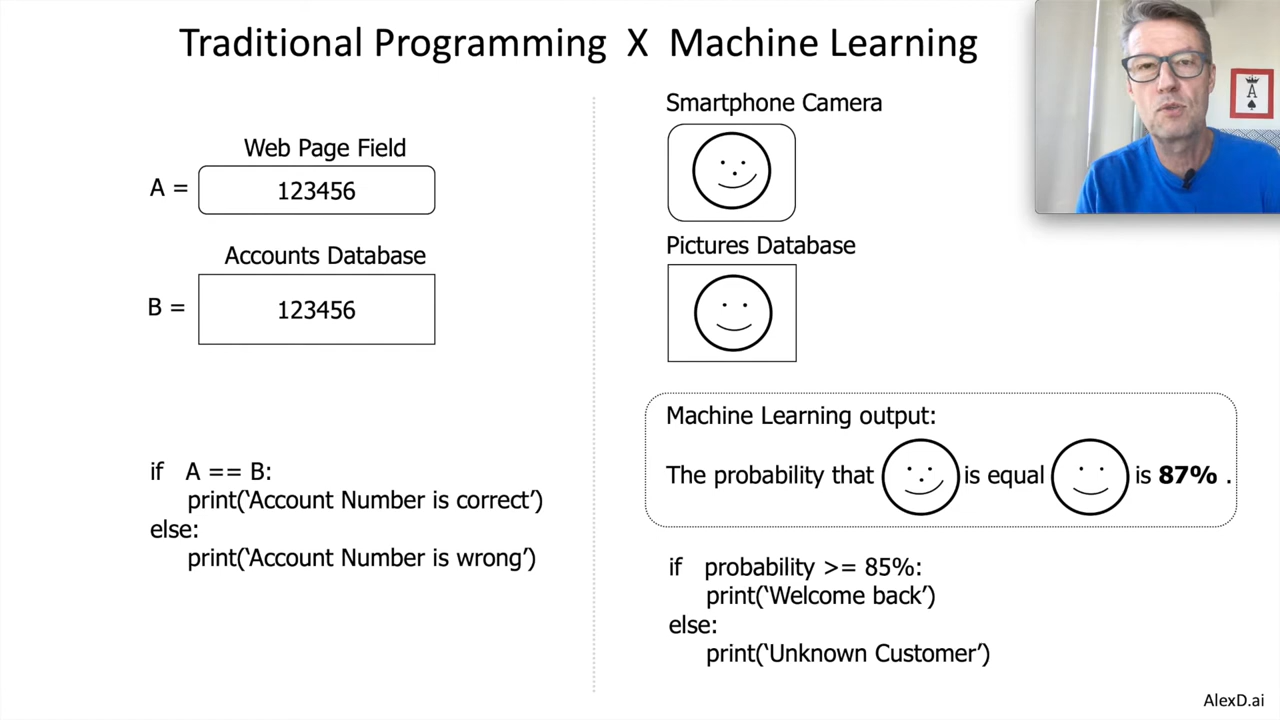 Traditional Programming X Machine Learning
Web Page Field
A = 123456
Accounts Database
B = 123456
if A == B:
print(‘Account Number is correct’)
else:
print(‘Account Number is wrong’)
Smartphone Camera
Pictures Database
Machine Learning output:
The probability that is equal is 87% .
if probability >= 85%:
print(‘Welcome back’)
else:
print(‘Unknown Customer’)
A
AlexD.ai